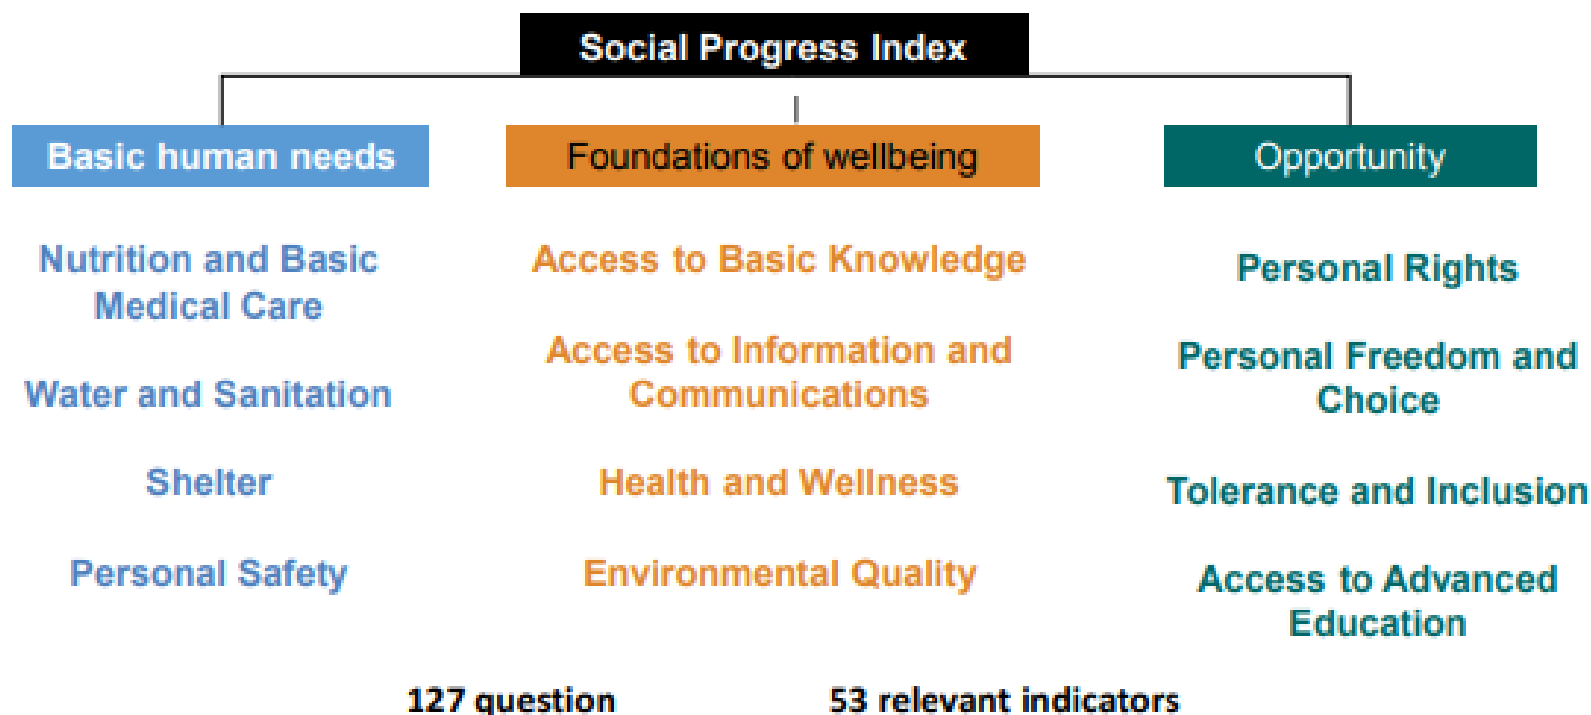 Social Progress Index
Basic human needs
Foundations of wellbeing
Opportunity
Nutrition and Basic
Medical Care
Water and Sanitation
Shelter
Personal Safety
Access to Basic Knowledge
Access to Information and
Communications
Health and Wellness
Environmental Quality
Personal Rights
Personal Freedom and
Choice
Tolerance and Inclusion
Access to Advanced
Education
127 question
53 relevant indicators